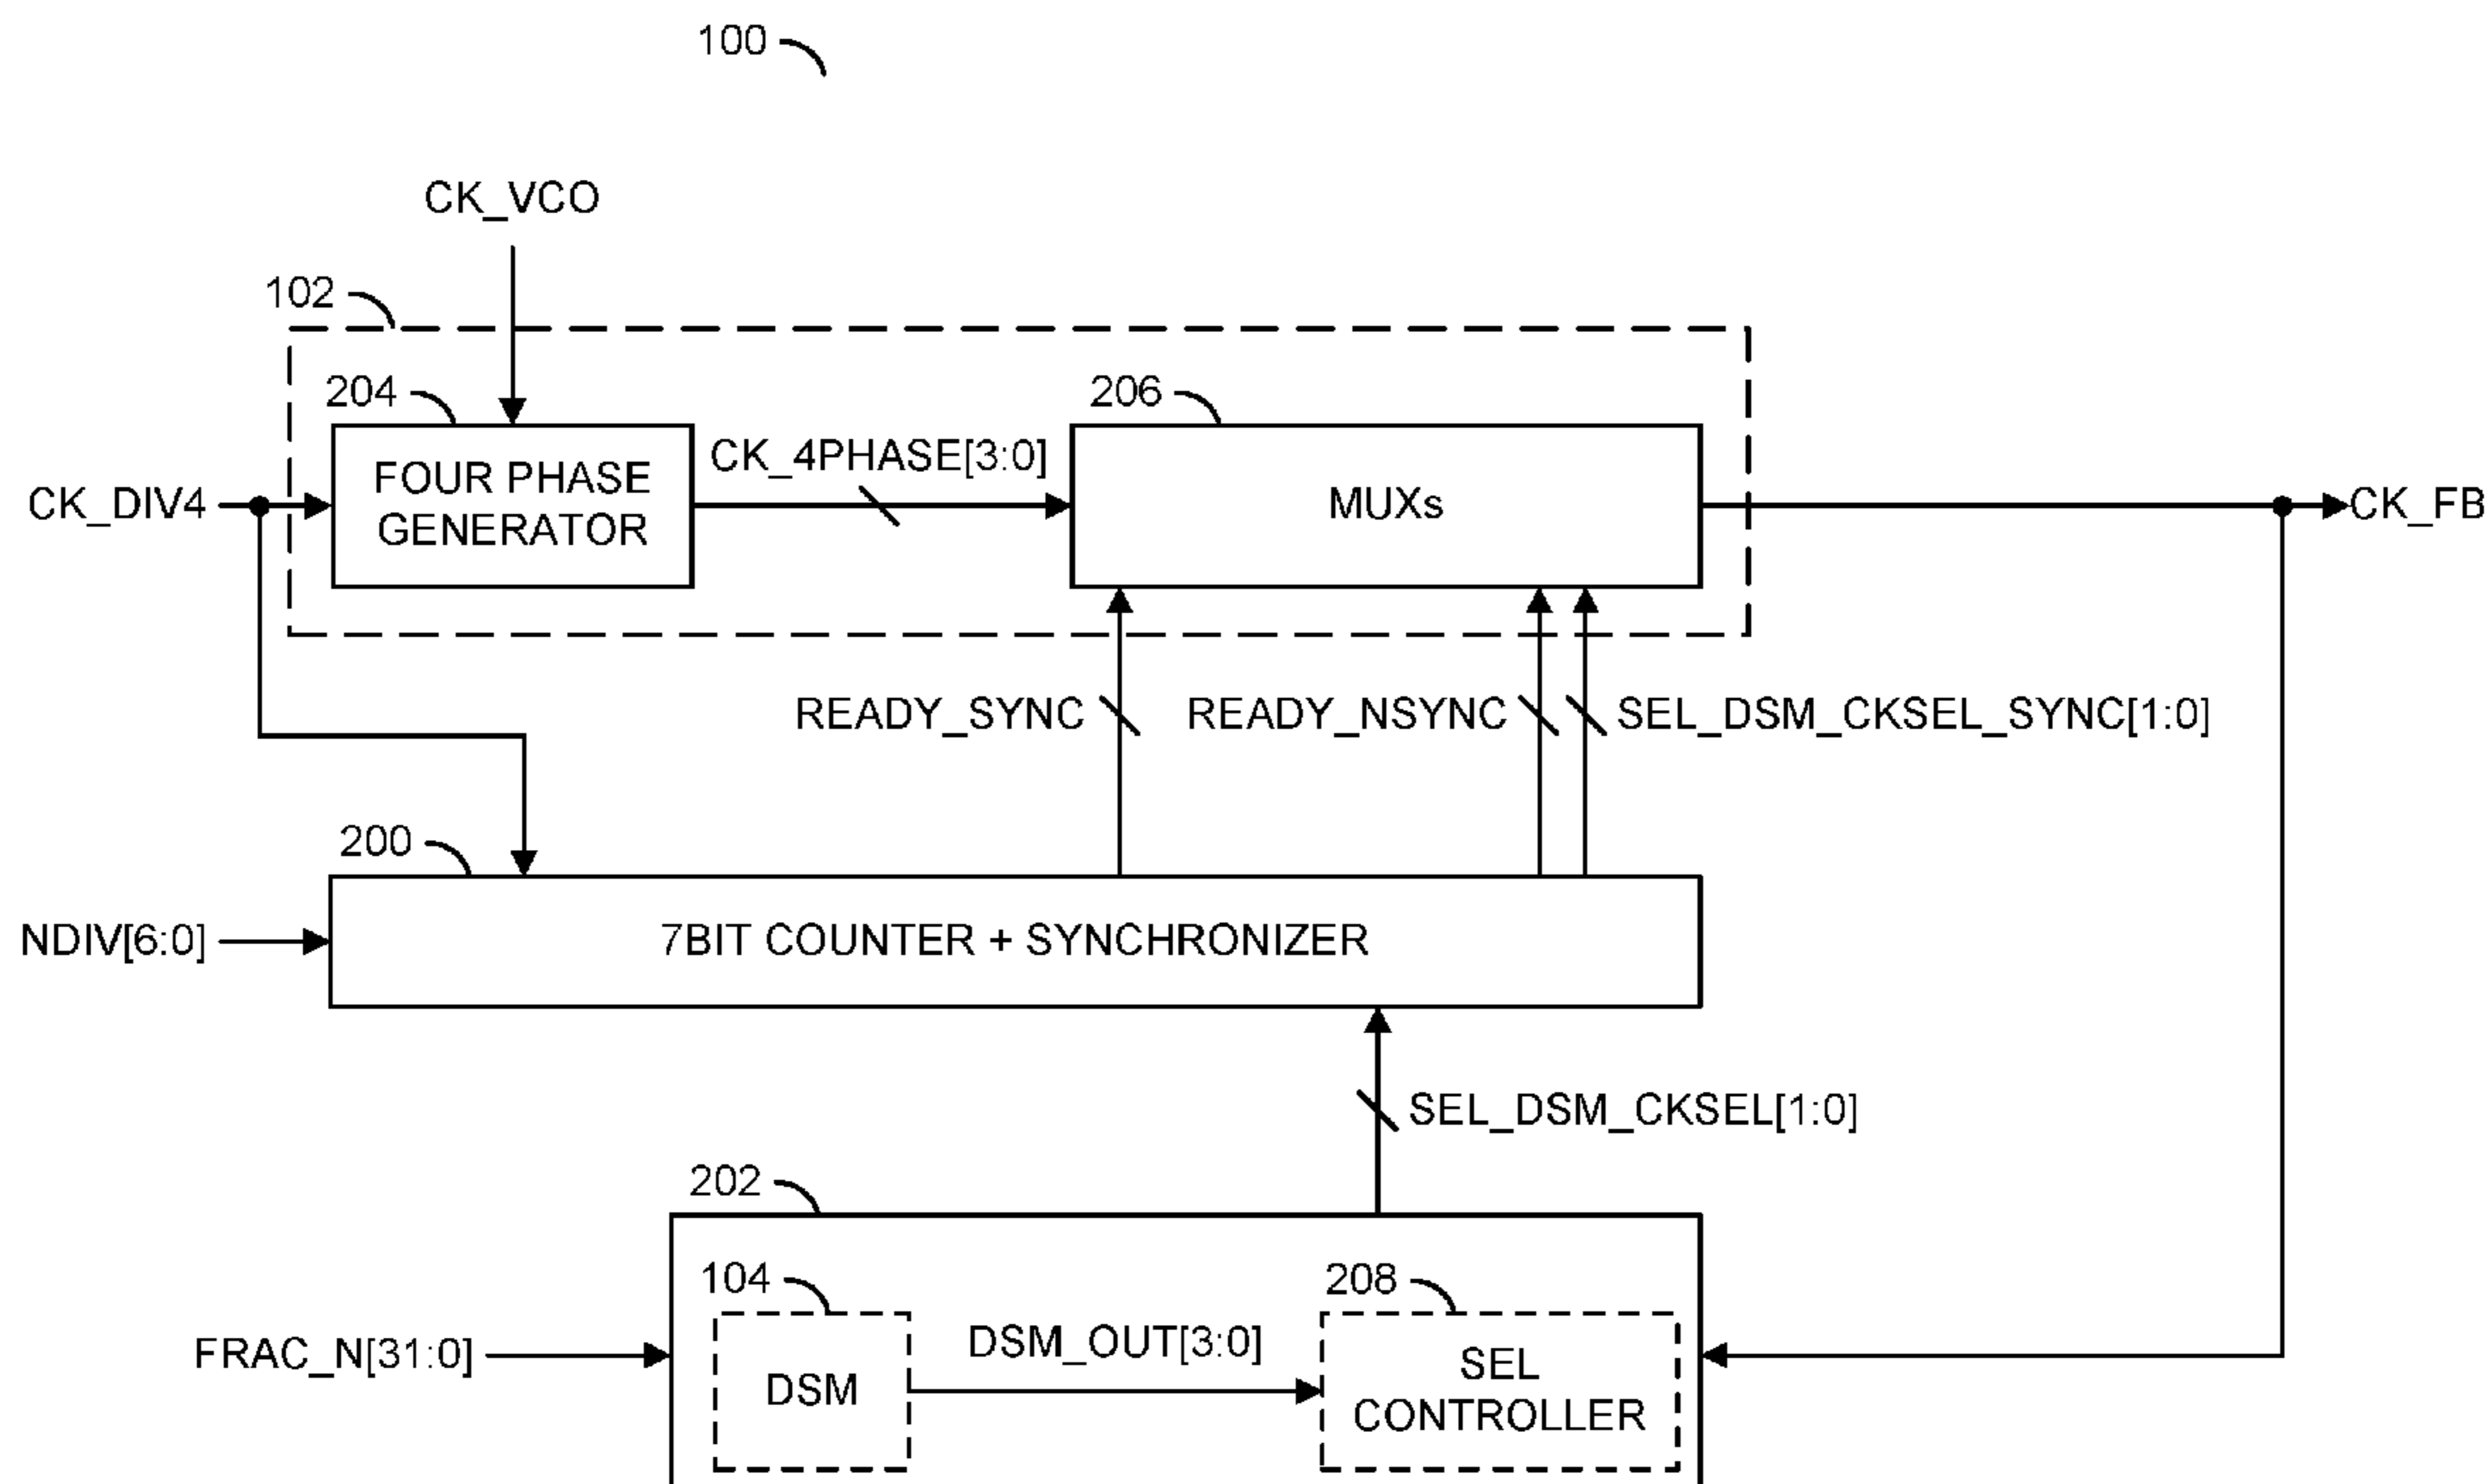 100
CK_VCO
102
204
206
CK_4PHASE[3:0]
FOUR PHASE
GENERATOR
MUXs
CK_DIV4
CK_FB
READY_SYNC
READY_NSYNC
SEL_DSM_CKSEL_SYNC[1:0]
200
NDIV[6:0]
7BIT COUNTER + SYNCHRONIZER
SEL_DSM_CKSEL[1:0]
202
104
208
FRAC_N[31:0]
DSM
DSM_OUT[3:0]
SEL
CONTROLLER